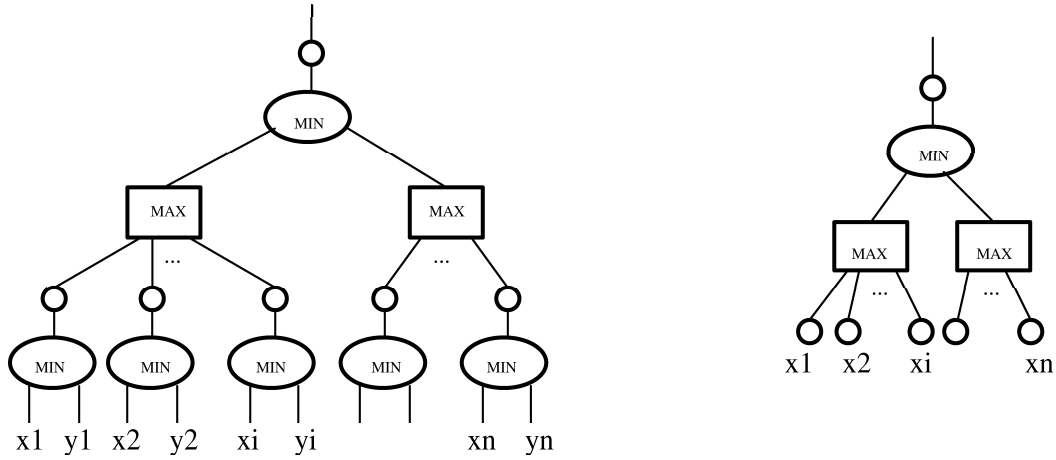 MIN
MIN
MAX MAX
... ...
MAX MAX
... ...
MIN MIN MIN MIN MIN
x1 x2 xi xn
x1 y1 x2 y2 xi yi xn yn